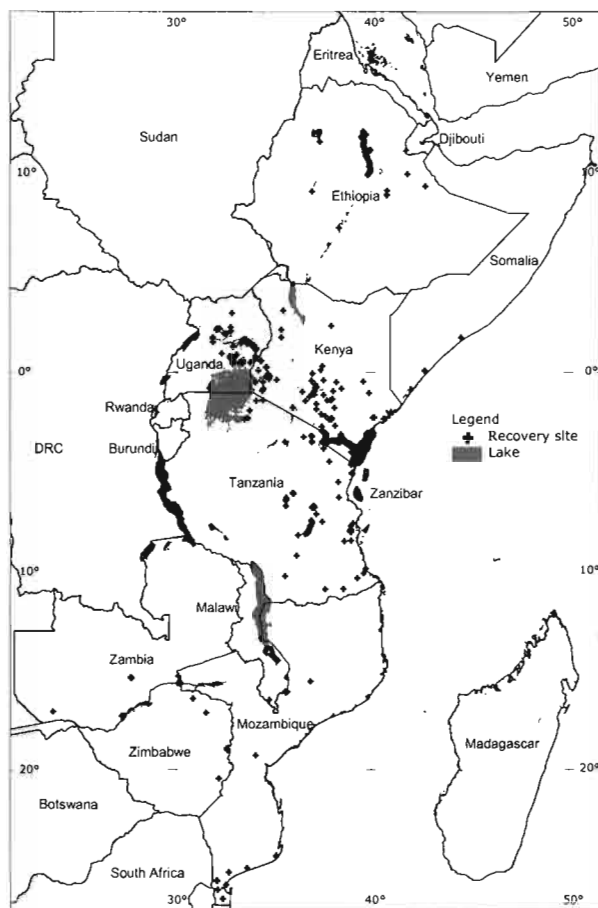 30°
40°
50°
Eritrea
Yemen
Sudan
Djibouti
10°
10°
Ethiopia
Somalia
Kenya
Uganda
0°
0°
Rwanda
Legend
Recovery site
DRC
Burundi
Lake
Tanzania
Zanzibar
10°
10°
Malawi
Zambia
Mozambique
Madagascar
Zimbabwe
20°
20°
Botswana
South Africa
30°
40°
50°